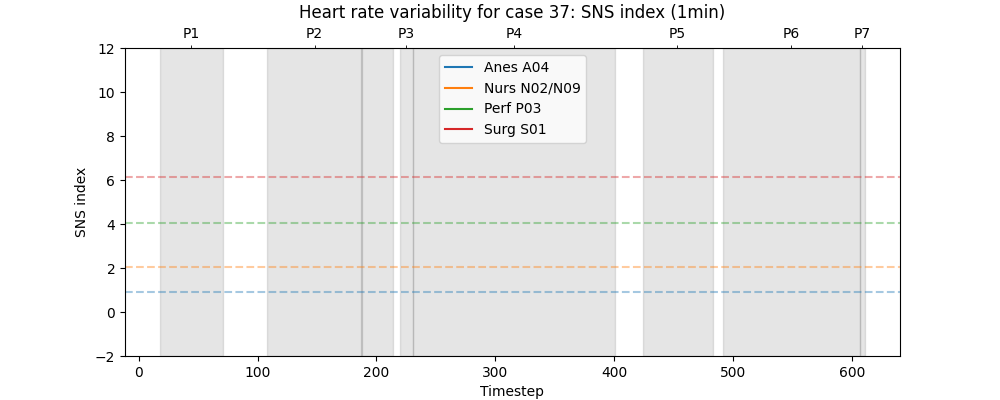 Heart rate variability for case 37: SNS index (1min)
P1 P2 P3 P4 P5 P6 P7
12
10
8
6
4
2
0
−2
SNS index
Anes A04
Nurs N02/N09
Perf P03
Surg S01
0 100 200 300 400 500 600
Timestep